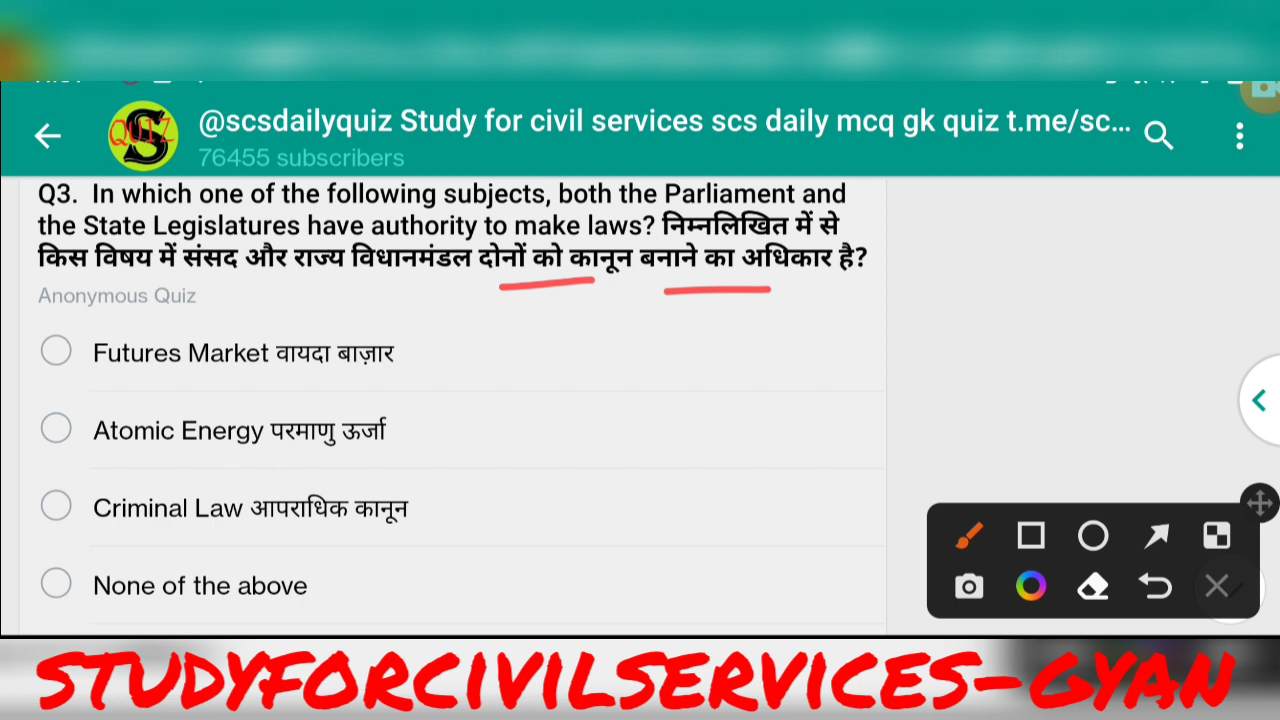 @scsdailyquiz Study for civil services scs daily mcq gk quiz t.me/sc...
QUIZ S
76455 subscribers
Q3. In which one of the following subjects, both the Parliament and
the State Legislatures have authority to make laws? निम्नलिखित में से
किस विषय में संसद और राज्य विधानमंडल दोनों को कानून बनाने का अधिकार है?
Anonymous Quiz
Futures Market वायदा बाज़ार
Atomic Energy परमाणु ऊर्जा
Criminal Law आपराधिक कानून
None of the above
STUDYFORCIVILSERVICES-GYAN